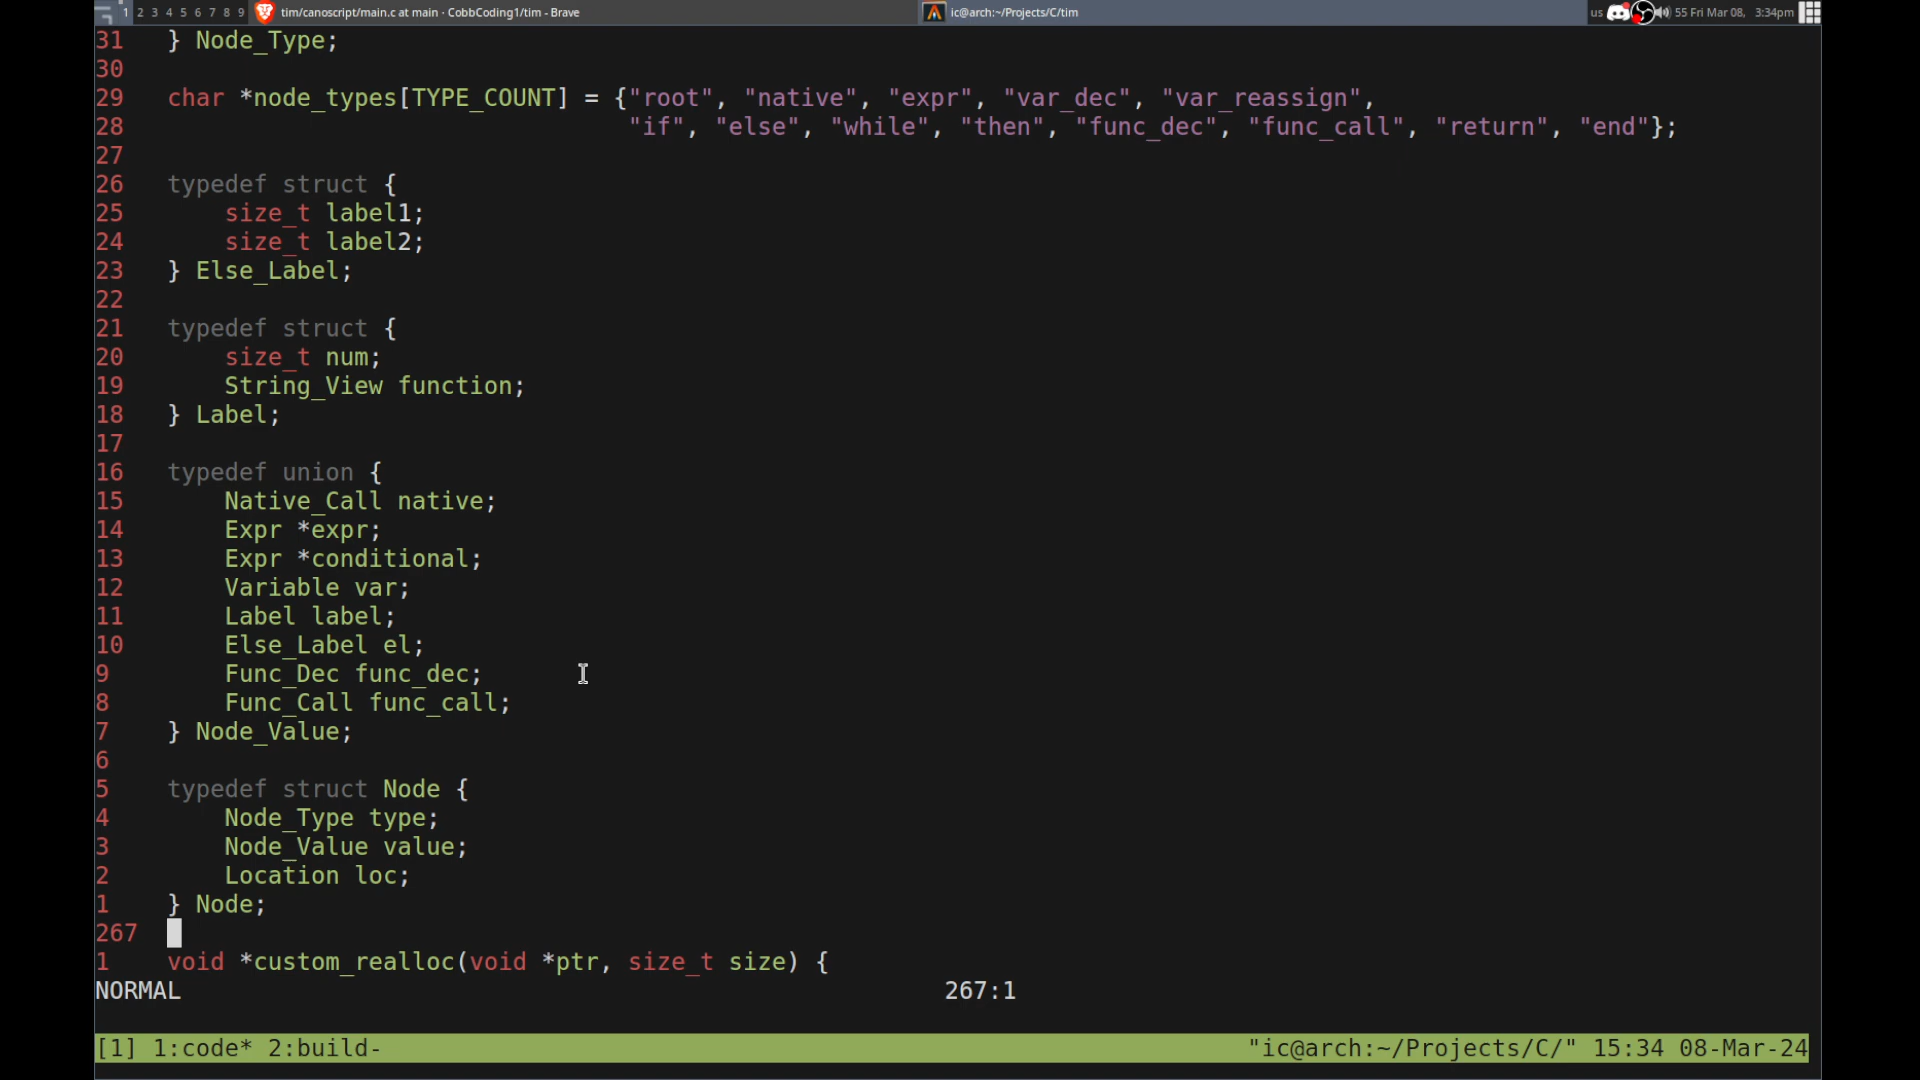 1 2 3 4 5 6 7 8 9 tim/canoscript/main.c at main · CobbCoding1/tim - Brave ic@arch:~/Projects/C/tim us 55 Fri Mar 08, 3:34pm
31 } Node_Type;
30
29 char *node_types[TYPE_COUNT] = {"root", "native", "expr", "var_dec", "var_reassign",
28 "if", "else", "while", "then", "func_dec", "func_call", "return", "end"};
27
26 typedef struct {
25 size_t label1;
24 size_t label2;
23 } Else_Label;
22
21 typedef struct {
20 size_t num;
19 String_View function;
18 } Label;
17
16 typedef union {
15 Native_Call native;
14 Expr *expr;
13 Expr *conditional;
12 Variable var;
11 Label label;
10 Else_Label el;
9 Func_Dec func_dec;
8 Func_Call func_call;
7 } Node_Value;
6
5 typedef struct Node {
4 Node_Type type;
3 Node_Value value;
2 Location loc;
1 } Node;
267
1 void *custom_realloc(void *ptr, size_t size) {
NORMAL 267:1
[1] 1:code* 2:build- "ic@arch:~/Projects/C/" 15:34 08-Mar-24